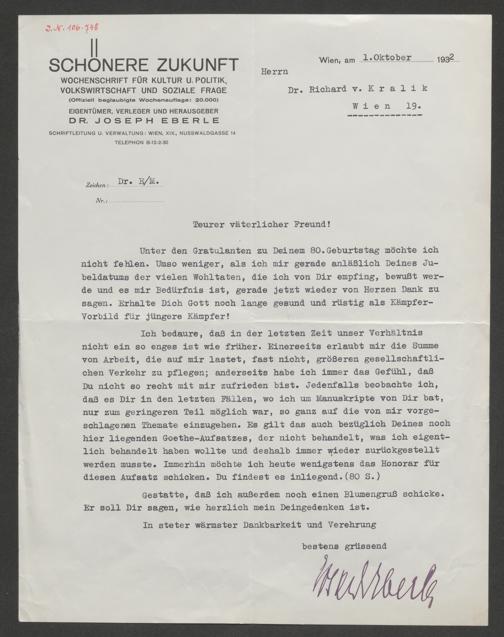 J.N. 106.748
SCHÖNERE ZUKUNFT
WOCHENSCHRIFT FÜR KULTUR U. POLITIK,
VOLKSWIRTSCHAFT UND SOZIALE FRAGE
(Offiziell beglaubigte Wochenauflage: 20.000)
EIGENTÜMER, VERLEGER UND HERAUSGEBER
DR. JOSEPH EBERLE
SCHRIFTLEITUNG U. VERWALTUNG: WIEN, XIX., NUSSWALDGASSE 14
TELEPHON B-12-2-30
Wien, am 1.Oktober 1932
Herrn
Dr. Richard v. Kralik
Wien 19.
Zeichen: Dr. E/M.
Nr.:
Teurer väterlicher Freund!
Unter den Gratulanten zu Deinem 80.Geburtstag möchte ich
nicht fehlen. Umso weniger, als ich mir gerade anläßlich Deines Ju-
beldatums der vielen Wohltaten, die ich von Dir empfing, bewußt wer-
de und es mir Bedürfnis ist, gerade jetzt wieder von Herzen Dank zu
sagen. Erhalte Dich Gott noch lange gesund und rüstig als Kämpfer-
Vorbild für jüngere Kämpfer!
Ich bedaure, daß in der letzten Zeit unser Verhältnis
nicht ein so enges ist wie früher. Einerseits erlaubt mir die Summe
von Arbeit, die auf mir lastet, fast nicht, größeren gesellschaftli-
chen Verkehr zu pflegen; anderseits habe ich immer das Gefühl, daß
Du nicht so recht mit mir zufrieden bist. Jedenfalls beobachte ich,
daß es Dir in den letzten Fällen, wo ich um Manuskripte von Dir bat,
nur zum geringeren Teil möglich war, so ganz auf die von mir vorge-
schlagenen Themate einzugehen. Es gilt das auch bezüglich Deines noch
hier liegenden Goethe-Aufsatzes, der nicht behandelt, was ich eigent-
lich behandelt haben wollte und deshalb immer wieder zurückgestellt
werden musste. Immerhin möchte ich heute wenigstens das Honorar für
diesen Aufsatz schicken. Du findest es inliegend.(80 S.)
Gestatte, daß ich außerdem noch einen Blumengruß schicke.
Er soll Dir sagen, wie herzlich mein Deingedenken ist.
In steter wärmster Dankbarkeit und Verehrung
bestens grüssend